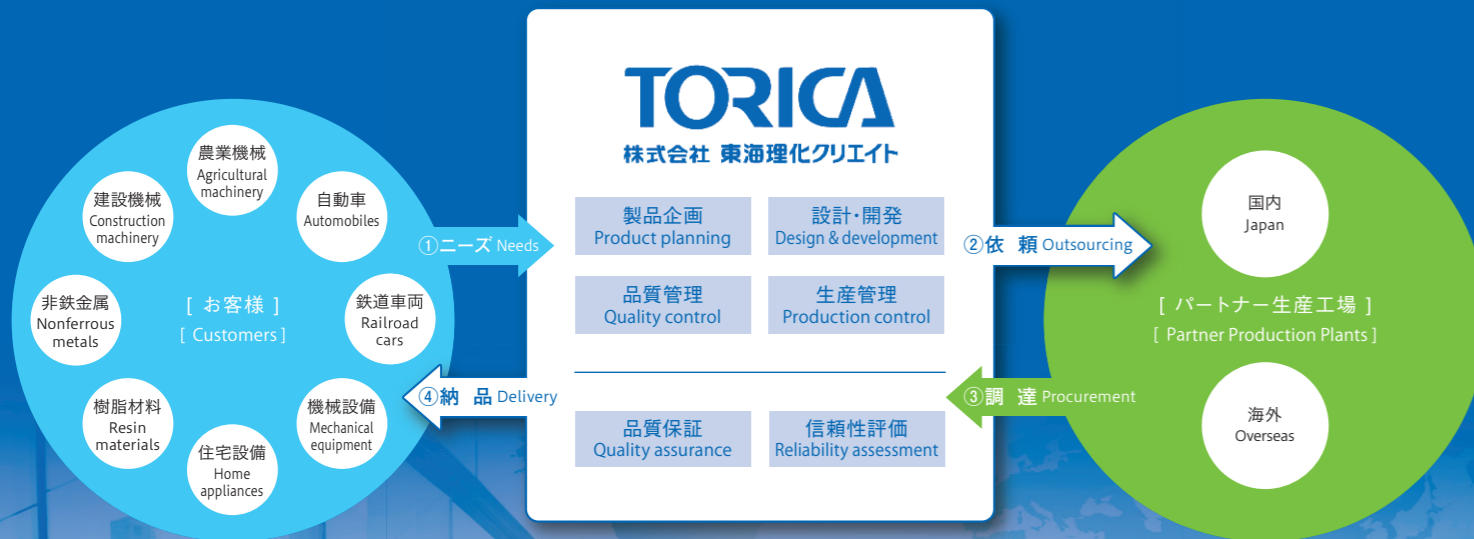 農業機械
Agricultural
machinery
建設機械
Construction
machinery
自動車
Automobiles
非鉄金属
Nonferrous
metals
[ お客様 ]
[ Customers ]
鉄道車両
Railroad
cars
樹脂材料
Resin
materials
機械設備
Mechanical
equipment
住宅設備
Home
appliances
①ニーズ Needs
④納 品 Delivery
TORICA
株式会社 東海理化クリエイト
製品企画
Product planning
設計・開発
Design & development
品質管理
Quality control
生産管理
Production control
品質保証
Quality assurance
信頼性評価
Reliability assessment
②依 頼 Outsourcing
③調 達 Procurement
国内
Japan
[ パートナー生産工場 ]
[ Partner Production Plants ]
海外
Overseas